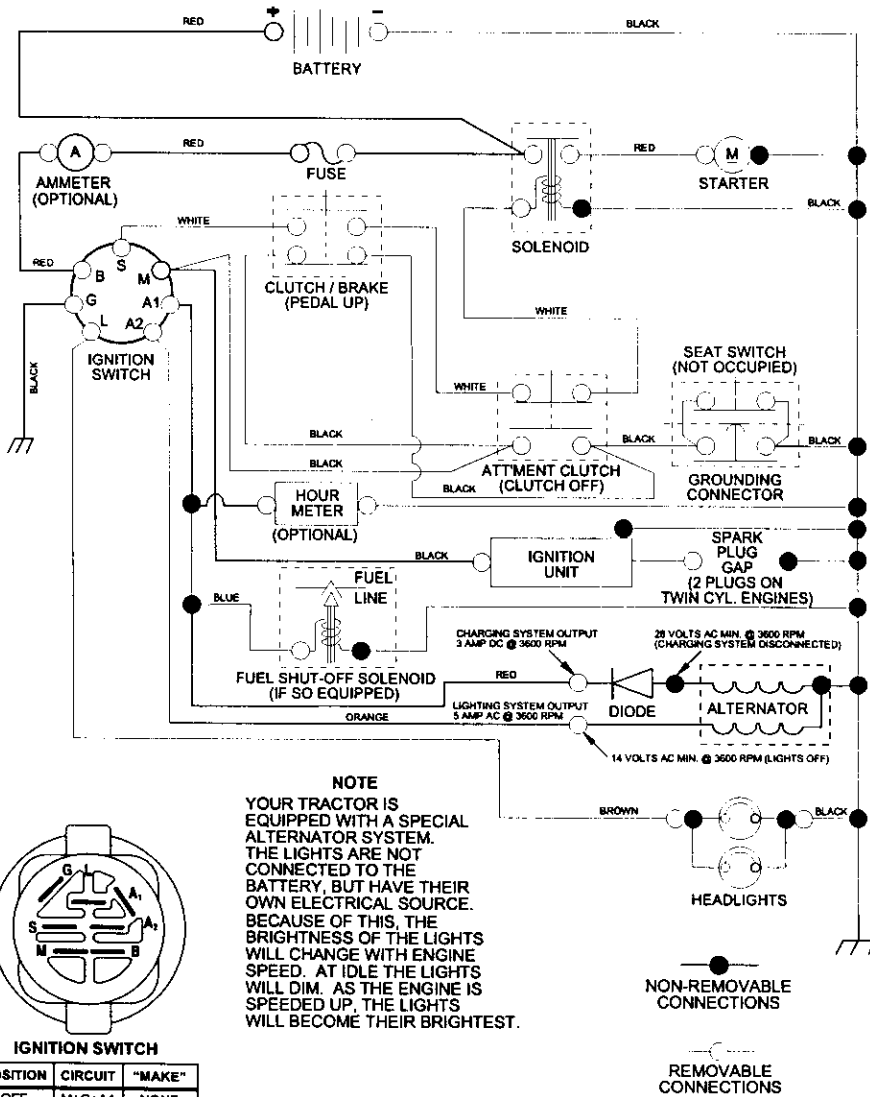 RED
+
-
BLACK
BATTERY
A
RED
FUSE
RED
M
STARTER
AMMETER
(OPTIONAL)
WHITE
BLACK
SOLENOID
RED
S
B
M
G
A1
L
A2
CLUTCH / BRAKE
(PEDAL UP)
IGNITION
SWITCH
BLACK
WHITE
SEAT SWITCH
(NOT OCCUPIED)
WHITE
BLACK
BLACK
BLACK
BLACK
BLACK
ATT'MENT CLUTCH
(CLUTCH OFF)
GROUNDING
CONNECTOR
HOUR
METER
(OPTIONAL)
BLACK
IGNITION
UNIT
SPARK
PLUG
GAP
(2 PLUGS ON
TWIN CYL. ENGINES)
BLUE
FUEL
LINE
FUEL SHUT-OFF SOLENOID
(IF SO EQUIPPED)
CHARGING SYSTEM OUTPUT
3 AMP DC @ 3600 RPM
28 VOLTS AC MIN. @ 3600 RPM
(CHARGING SYSTEM DISCONNECTED)
RED
DIODE
ALTERNATOR
LIGHTING SYSTEM OUTPUT
5 AMP AC @ 3600 RPM
ORANGE
14 VOLTS AC MIN. @ 3600 RPM (LIGHTS OFF)
NOTE
YOUR TRACTOR IS
EQUIPPED WITH A SPECIAL
ALTERNATOR SYSTEM.
THE LIGHTS ARE NOT
CONNECTED TO THE
BATTERY, BUT HAVE THEIR
OWN ELECTRICAL SOURCE.
BECAUSE OF THIS, THE
BRIGHTNESS OF THE LIGHTS
WILL CHANGE WITH ENGINE
SPEED. AT IDLE THE LIGHTS
WILL DIM. AS THE ENGINE IS
SPEEDED UP, THE LIGHTS
WILL BECOME THEIR BRIGHTEST.
BROWN
BLACK
HEADLIGHTS
G
L
A1
A2
S
M
B
IGNITION SWITCH
NON-REMOVABLE
CONNECTIONS
REMOVABLE
CONNECTIONS
OSITION CIRCUIT "MAKE"